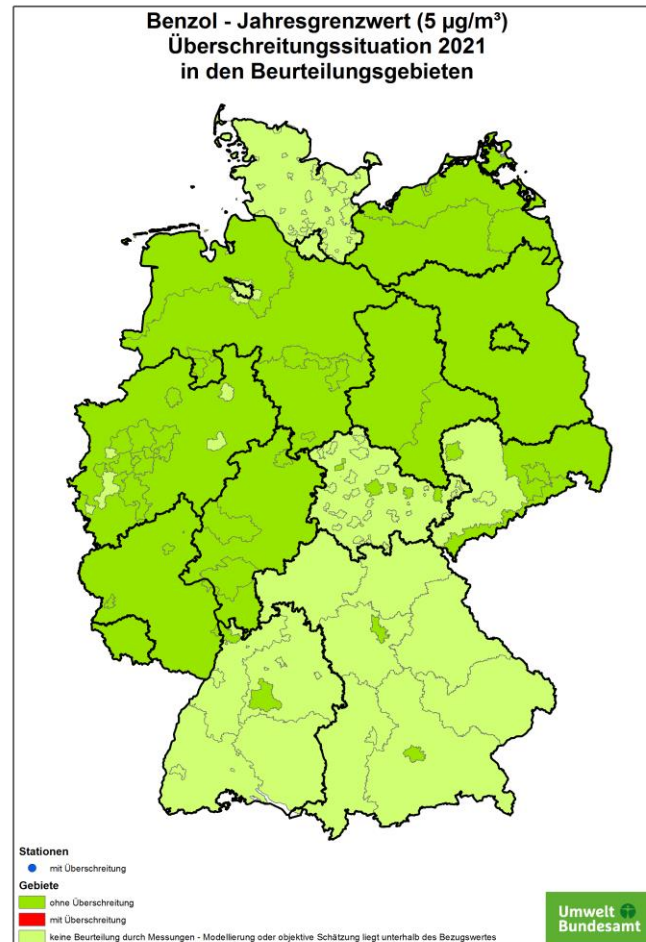 Benzol - Jahresgrenzwert (5 µg/m³)
Überschreitungssituation 2021
in den Beurteilungsgebieten
Stationen
mit Überschreitung
Gebiete
ohne Überschreitung
mit Überschreitung
keine Beurteilung durch Messungen - Modellierung oder objektive Schätzung liegt unterhalb des Bezugswertes
Umwelt
Bundesamt